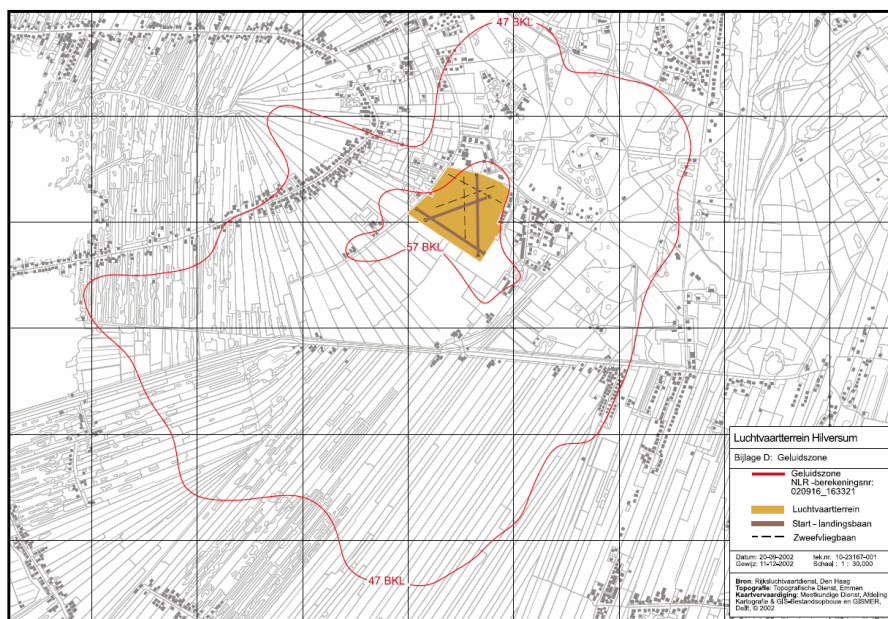 47 BKL
57 BKL
47 BKL
Luchtvaartterrein Hilversum
Bijlage D: Geluidszone
Geluidszone
NLR -berekeningsnr:
020916_163321
Luchtvaartterrein
Start - landingsbaan
Zweefvliegbaan
Datum: 20-09-2002 tek.nr. 10-23167-001
Gewijz: 11-12-2002 Schaal : 1 : 30,000
Bron: Rijksluchtvaartdienst, Den Haag
Topografie: Topografische Dienst, Emmen
Kaartvervaardiging: Meetkundige Dienst, Afdeling
Kartografie & GIS-Bestandsopbouw en GISMER,
Delft, © 2002